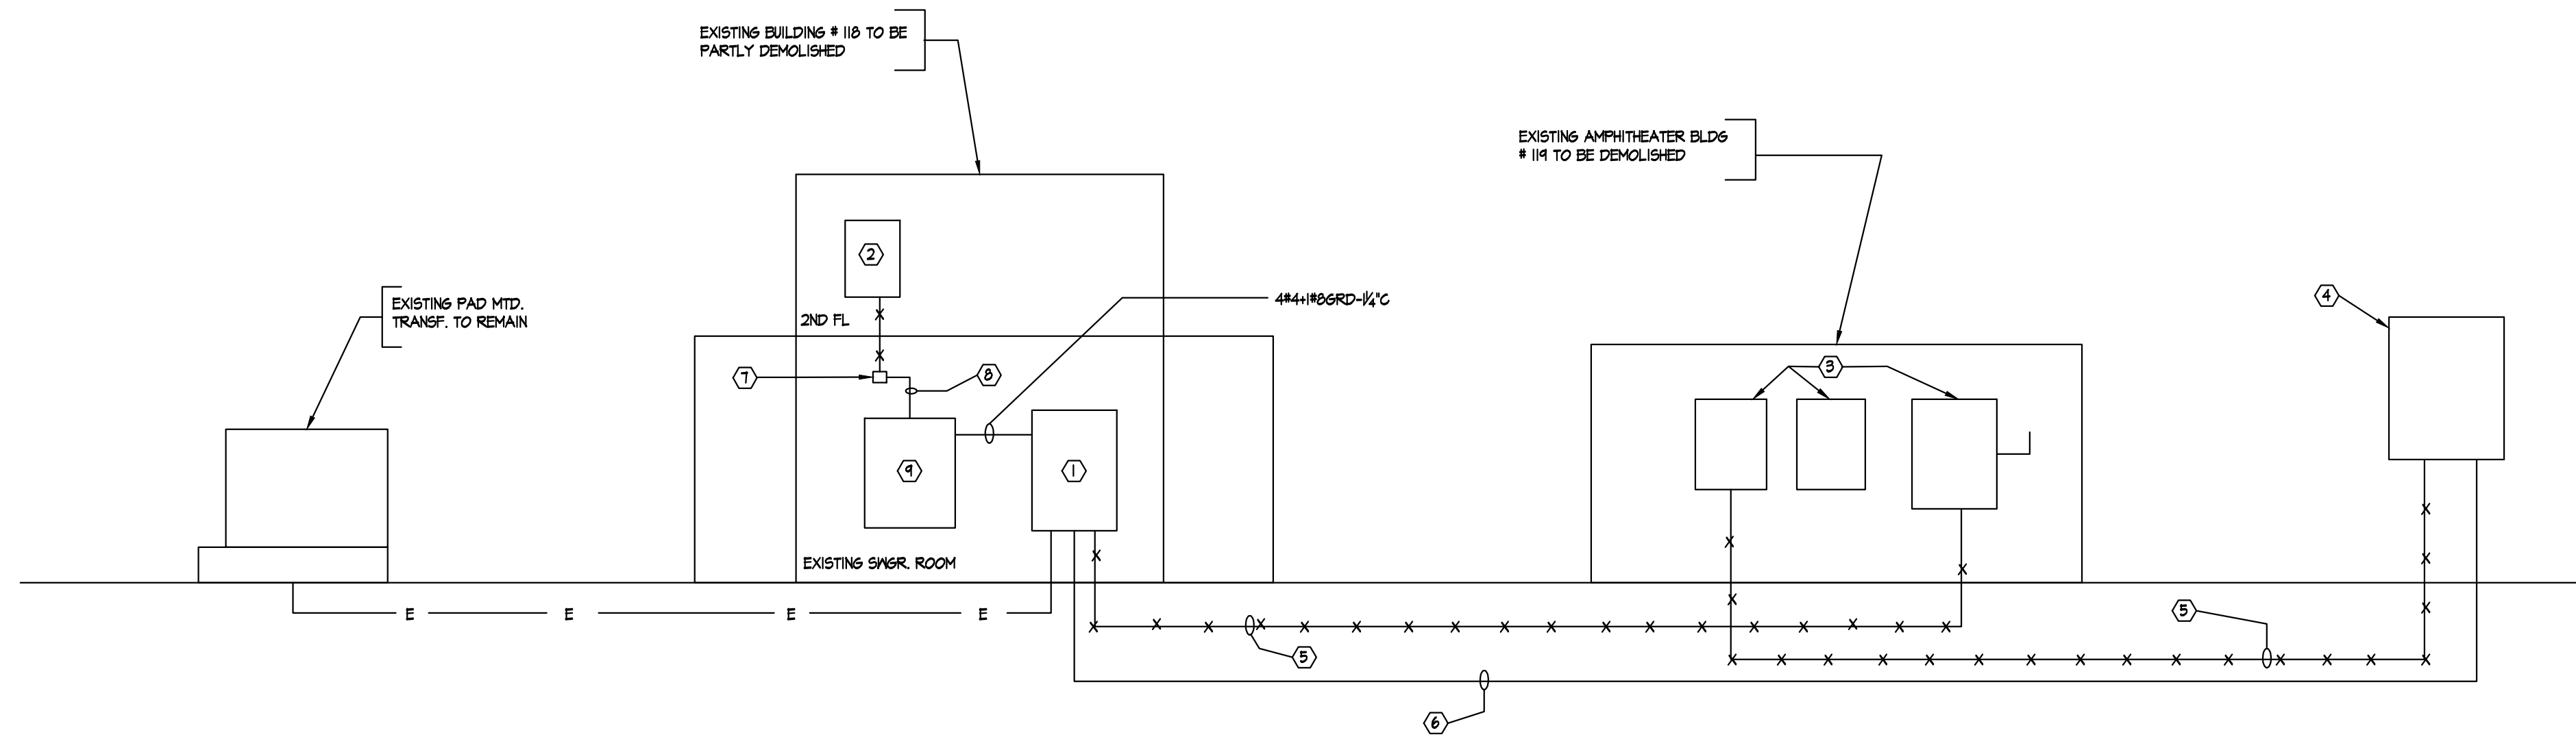 EXISTING BUILDING # 118 TO BE
PARTLY DEMOLISHED
EXISTING AMPHITHEATER BLDG
# 119 TO BE DEMOLISHED
EXISTING PAD MTD.
TRANSF. TO REMAIN
2
2ND FL
4#4+1#8GRD-1¼"C
4
7
8
3
9
1
EXISTING SWGR. ROOM
E E E E
5
5
6